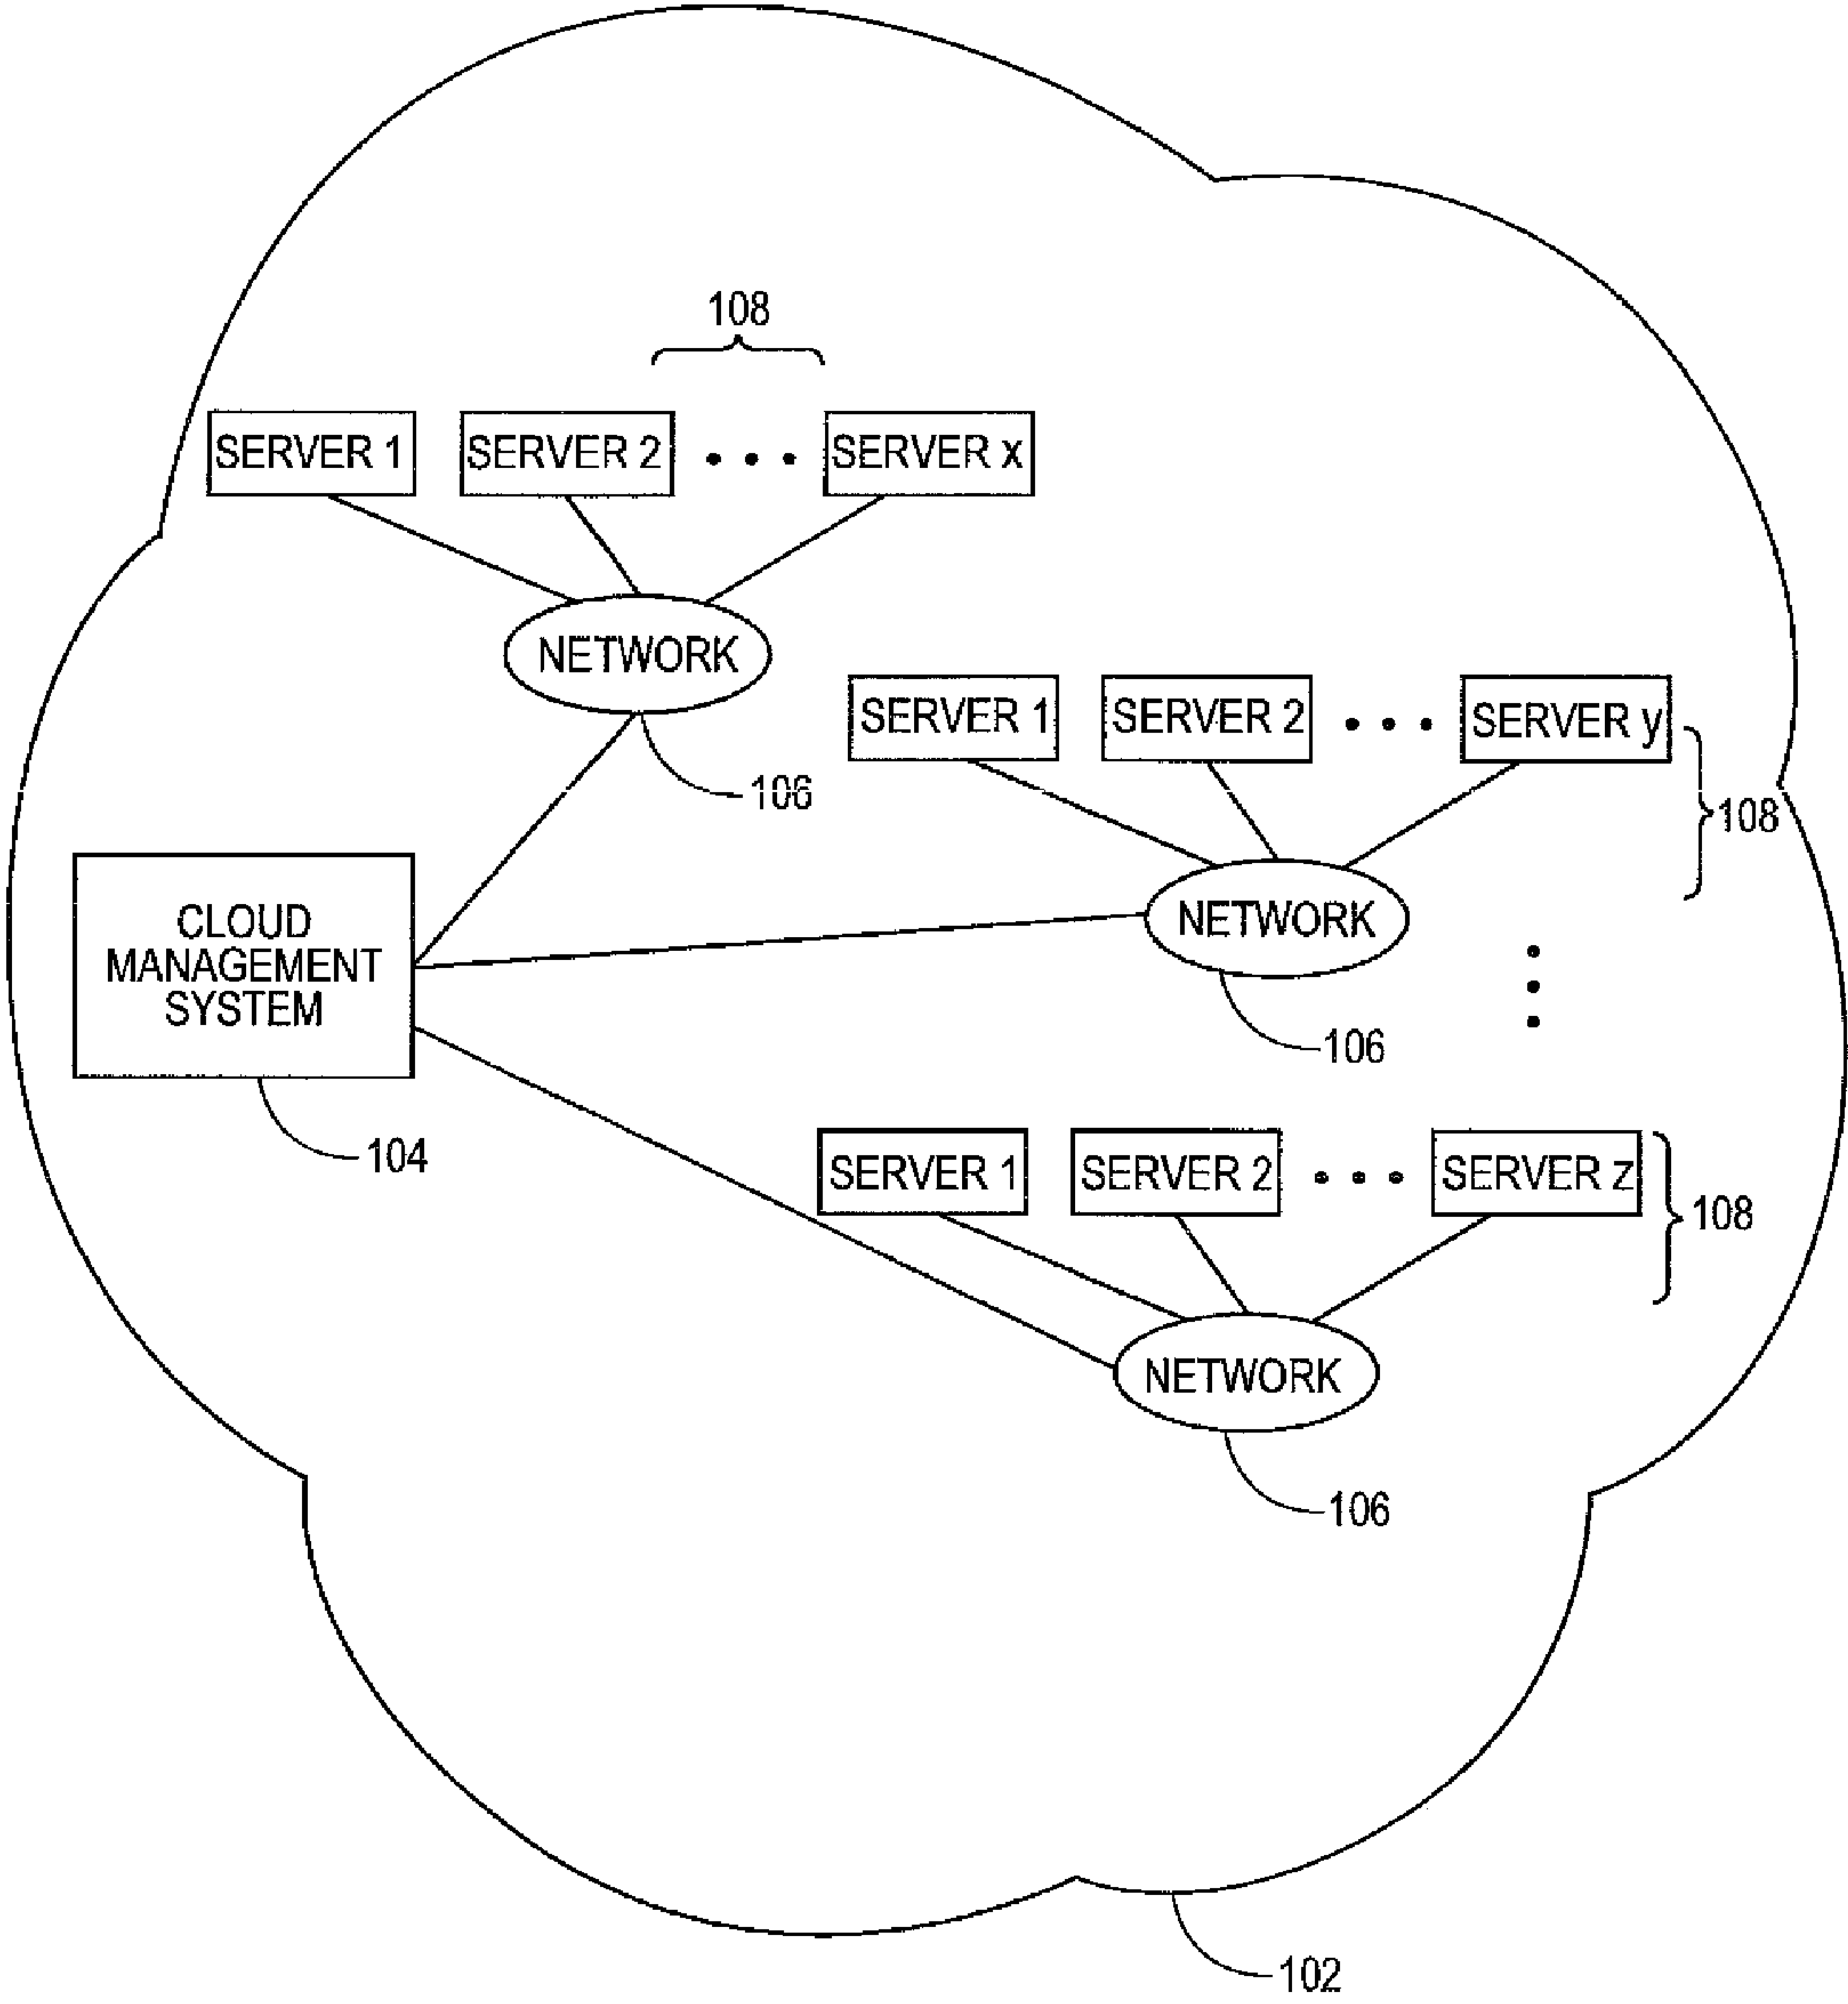 108
SERVER 1
SERVER 2
SERVER x
NETWORK
106
SERVER 1
SERVER 2
SERVER y
108
NETWORK
106
CLOUD
MANAGEMENT
SYSTEM
104
SERVER 1
SERVER 2
SERVER z
108
NETWORK
106
102